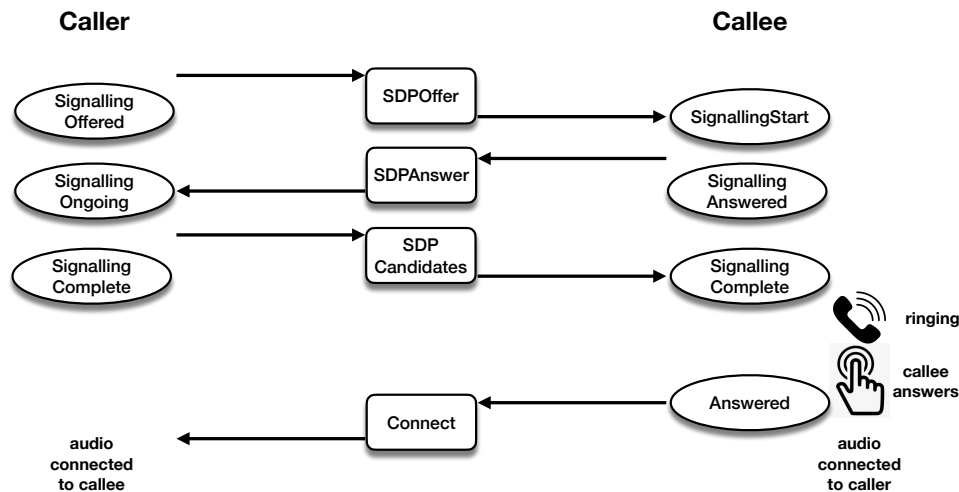 Caller
Callee
SDPOffer
Signalling
Offered
SignallingStart
SDPAnswer
Signalling
Ongoing
Signalling
Answered
SDP
Candidates
Signalling
Complete
Signalling
Complete
ringing
callee
answers
Answered
Connect
audio
connected
to callee
audio
connected
to caller